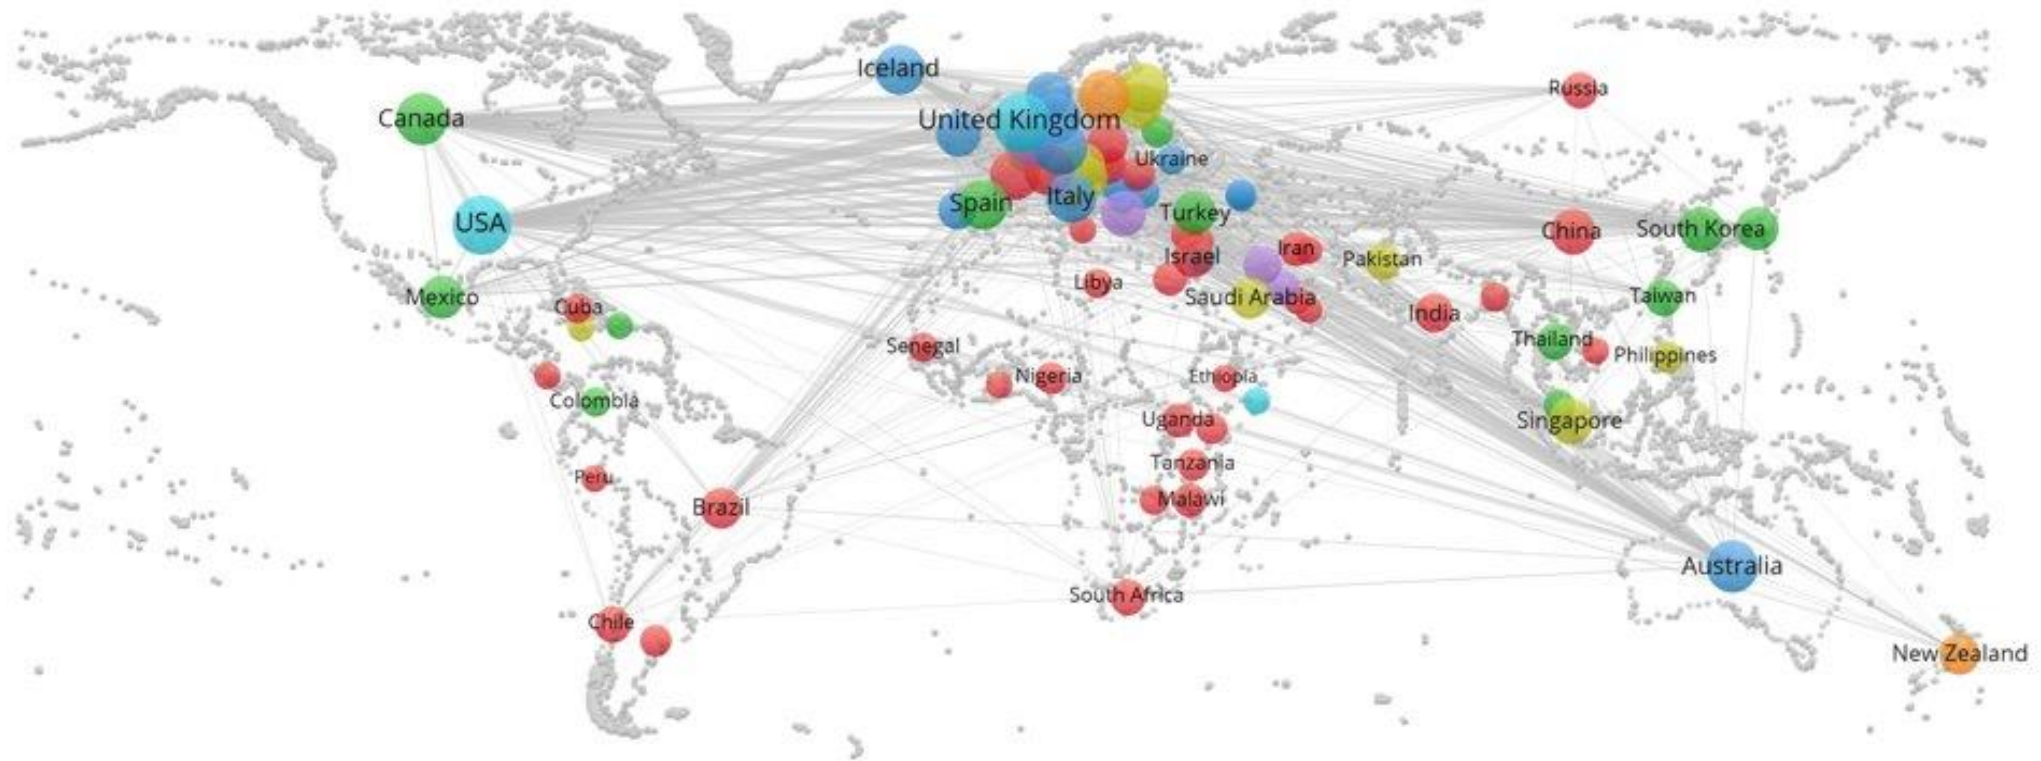 Iceland
Russia
Canada
United Kingdom
Ukraine
Italy
Spain
Turkey
USA
South Korea
China
Israel
Iran
Pakistan
Libya
Saudi Arabia
Mexico
Cuba
Taiwan
India
Thailand
Philippines
Senegal
Nigeria
Ethiopia
Colombia
Uganda
Singapore
Tanzania
Peru
Malawi
Brazil
Australia
South Africa
Chile
New Zealand